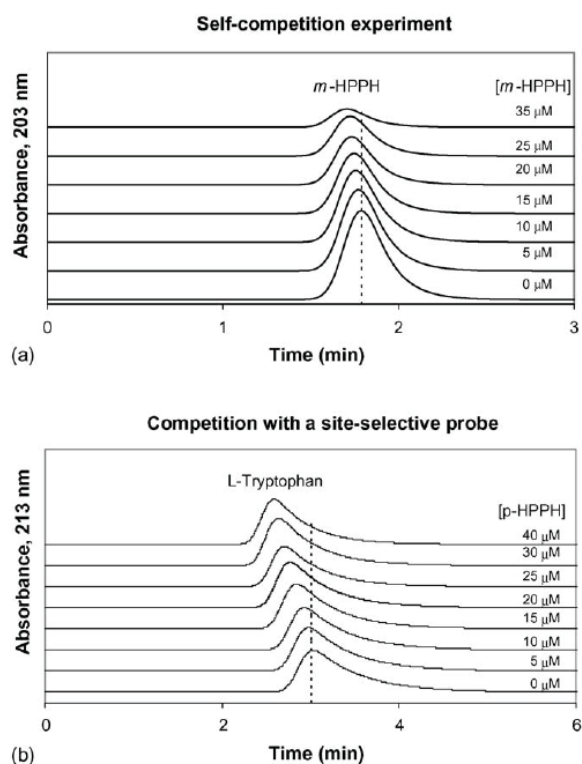 Self-competition experiment
m-HPPH [m-HPPH]
35 µM
25 µM
20 µM
15 µM
10 µM
5 µM
0 µM
Absorbance, 203 nm
0 1 2 3
Time (min)
(a)
Competition with a site-selective probe
L-Tryptophan
[p-HPPH]
40 µM
30 µM
25 µM
20 µM
15 µM
10 µM
5 µM
0 µM
Absorbance, 213 nm
0 2 4 6
Time (min)
(b)